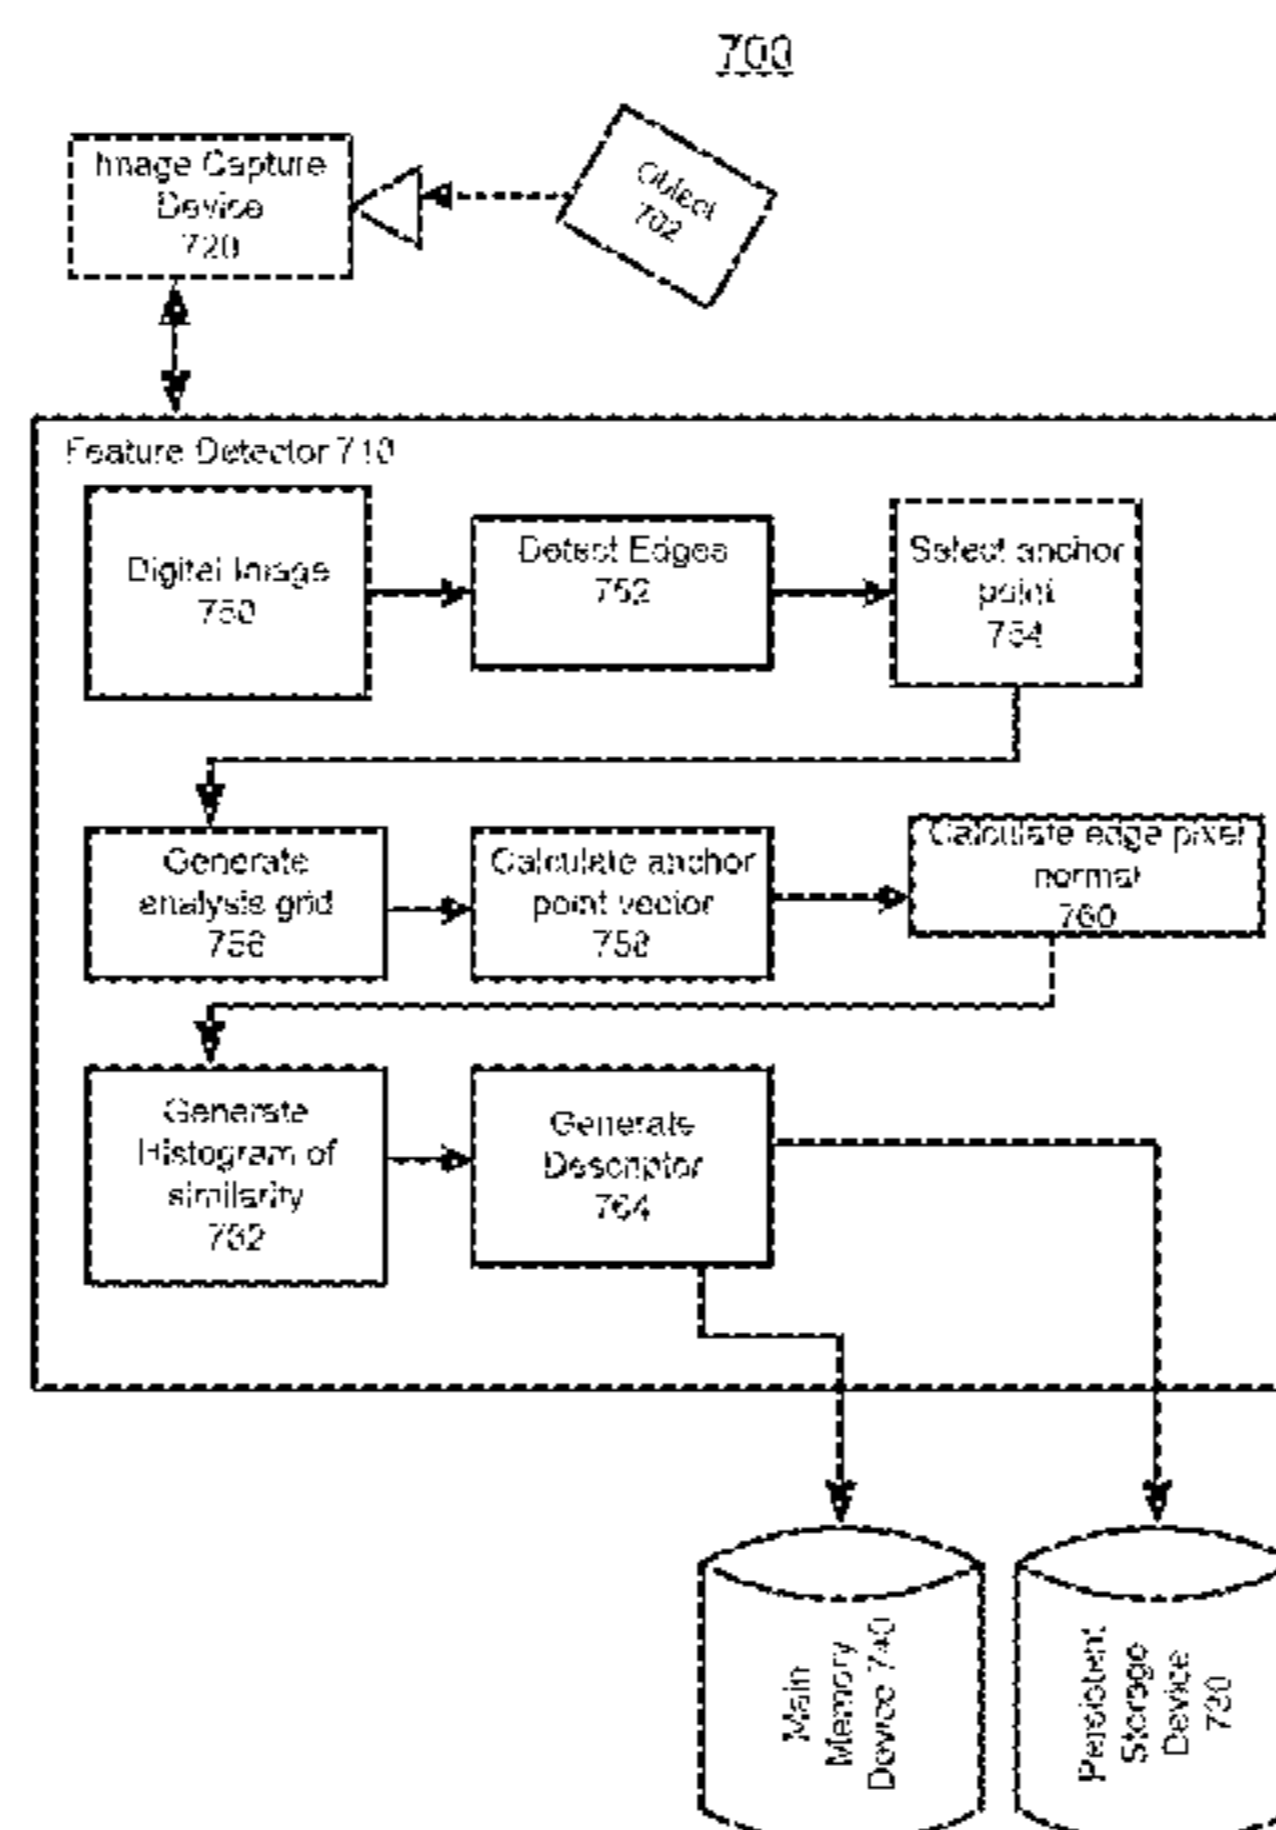 700
Image Capture
Device
720
Object
702
Feature Detector 710
Digital Image
750
Detect Edges
752
Select anchor
point
754
Generate
analysis grid
756
Calculate anchor
point vector
758
Calculate edge pixel
normal
760
Generate
Histogram of
similarity
762
Generate
Descriptor
764
Main
Memory
Device 740
Persistent
Storage
Device
730